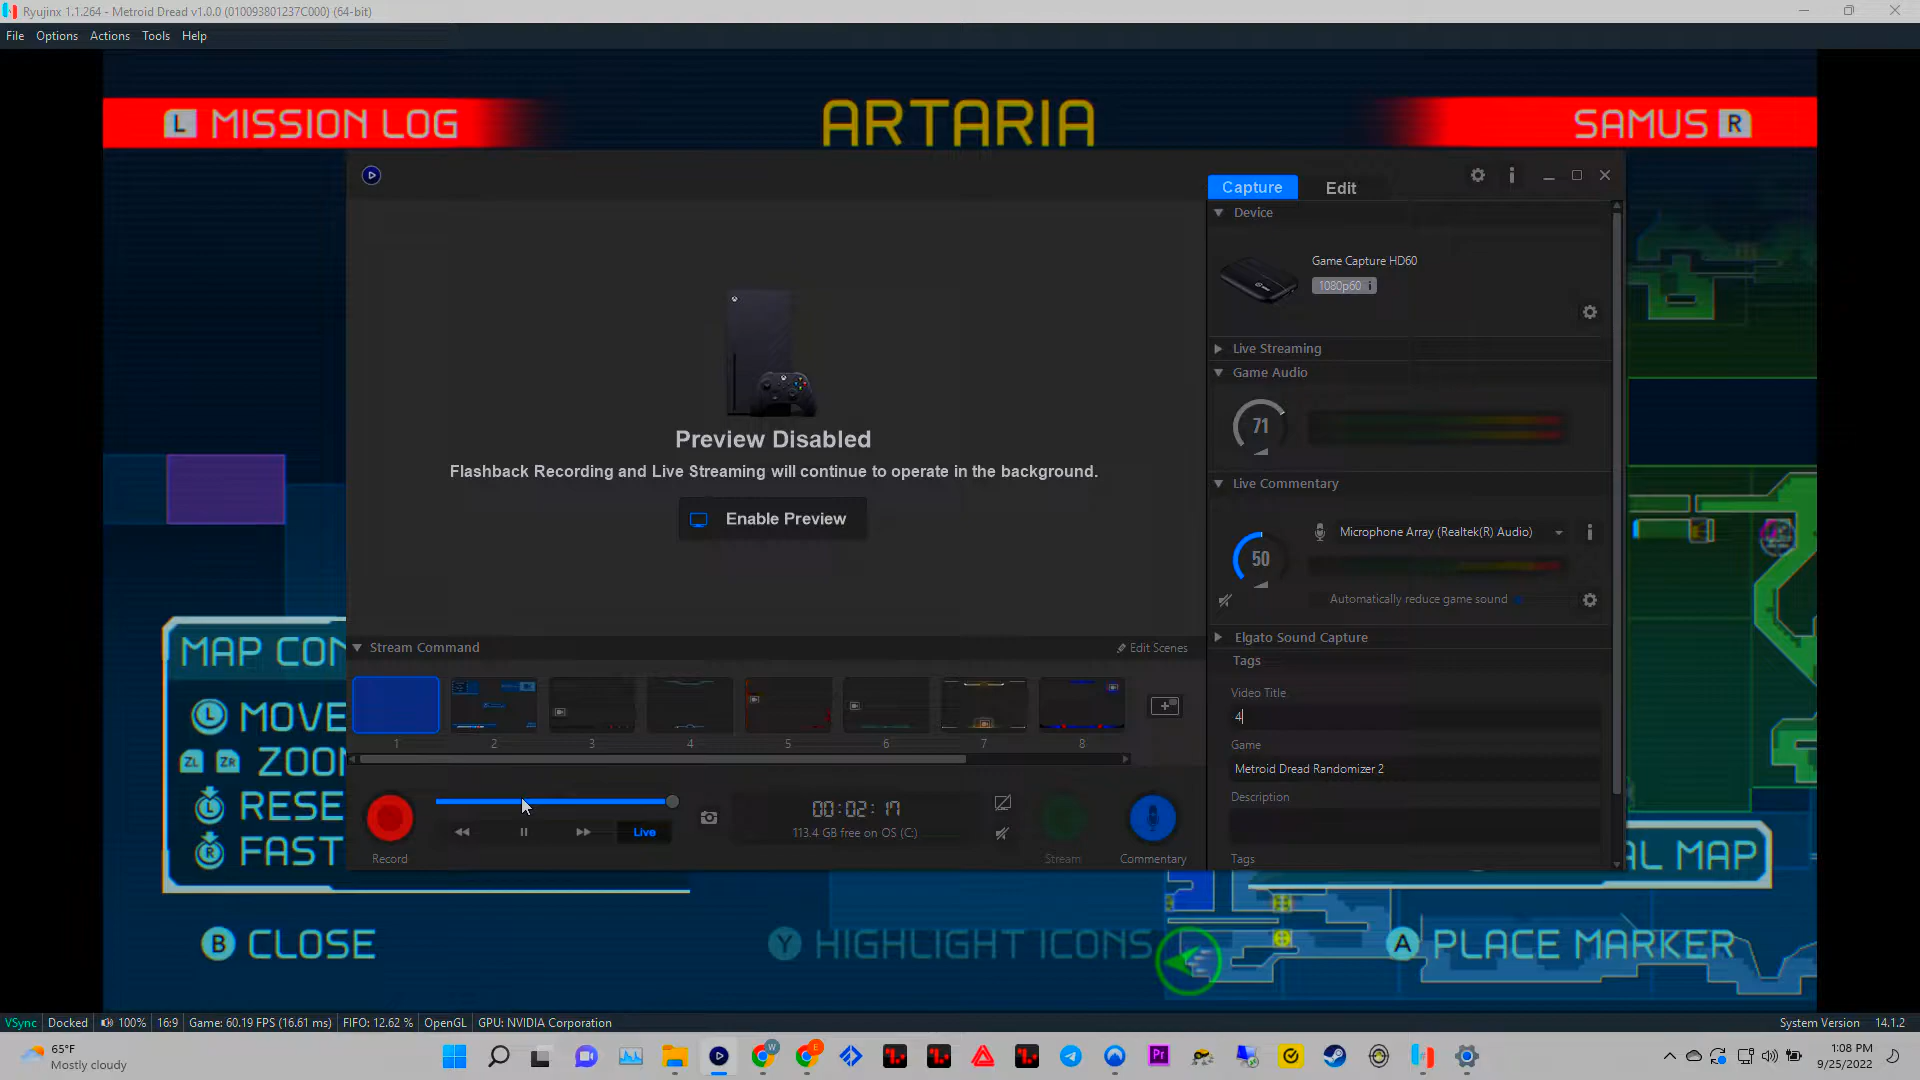 Ryujinx 1.1.264 - Metroid Dread v1.0.0 (010093801237C000) (64-bit)
File Options Actions Tools Help
L MISSION LOG
ARTARIA
SAMUS R
Capture Edit
Device
Game Capture HD60
1080p60 i
Live Streaming
Game Audio
71
Preview Disabled
Flashback Recording and Live Streaming will continue to operate in the background.
Enable Preview
Live Commentary
Microphone Array (Realtek(R) Audio)
50
Automatically reduce game sound
Elgato Sound Capture
Stream Command
Edit Scenes
1 2 3 4 5 6 7 8
Tags
Video Title
4
Game
Metroid Dread Randomizer 2
Description
Tags
00:02:17
113.4 GB free on OS (C:)
Live
Record
Stream
Commentary
MAP CON
L MOVE
ZL ZR ZOO
L RESE
R FAST
AL MAP
B CLOSE
Y HIGHLIGHT ICONS
A PLACE MARKER
VSync Docked 100% 16:9 Game: 60.19 FPS (16.61 ms) FIFO: 12.62 % OpenGL GPU: NVIDIA Corporation
System Version 14.1.2
65°F
Mostly cloudy
W
E
Pr
1:08 PM
9/25/2022